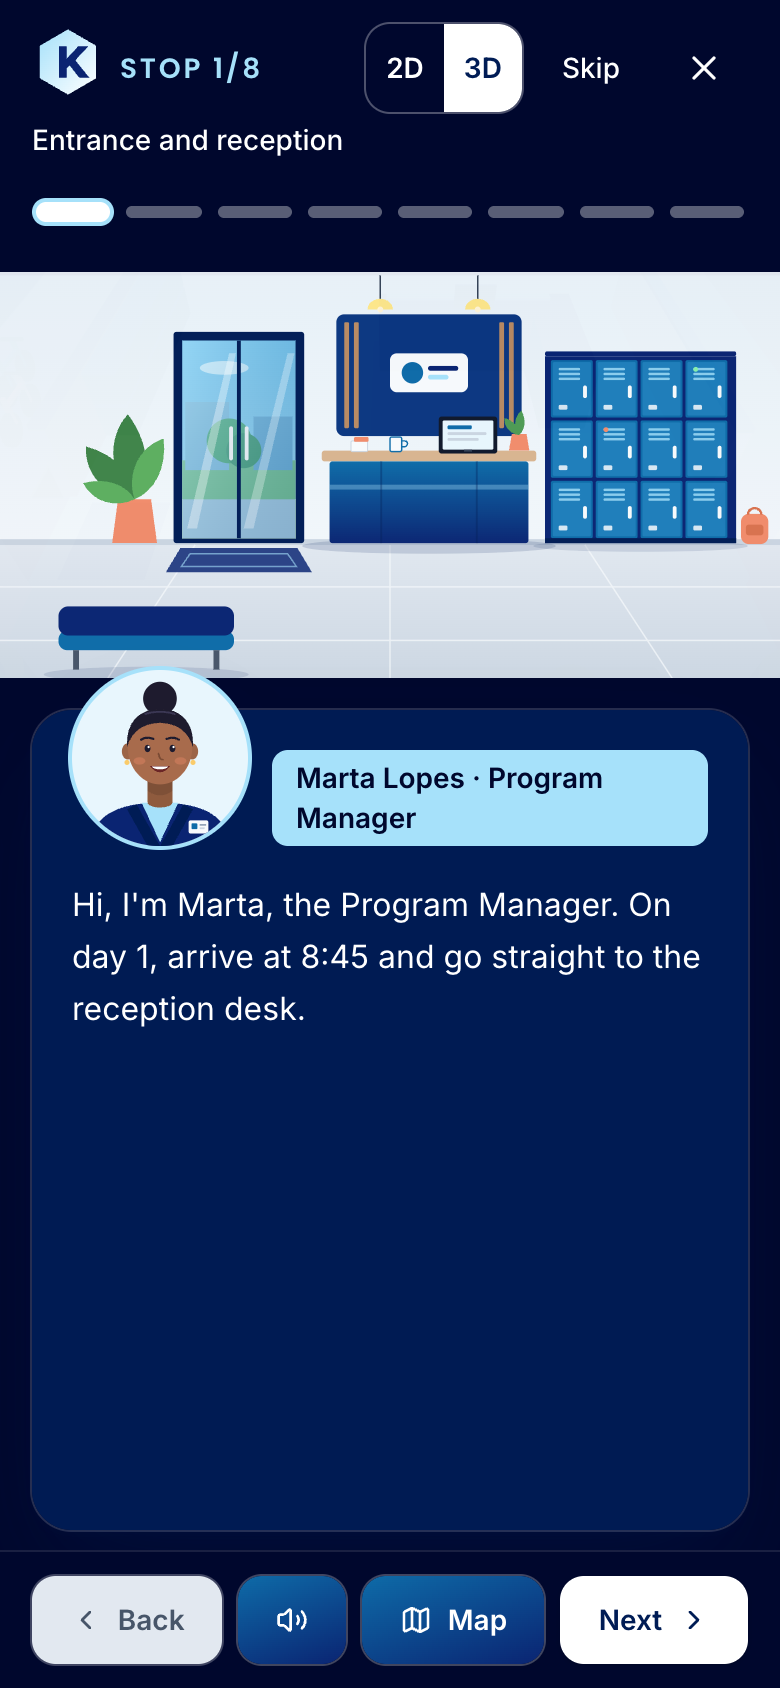 K STOP 1/8 2D 3D Skip
Entrance and reception
Marta Lopes · Program
Manager
Hi, I'm Marta, the Program Manager. On
day 1, arrive at 8:45 and go straight to the
reception desk.
Back Map Next